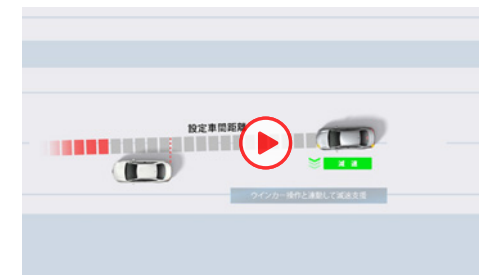 設定車間距離
減速
ウインカー操作と連動して減速支援